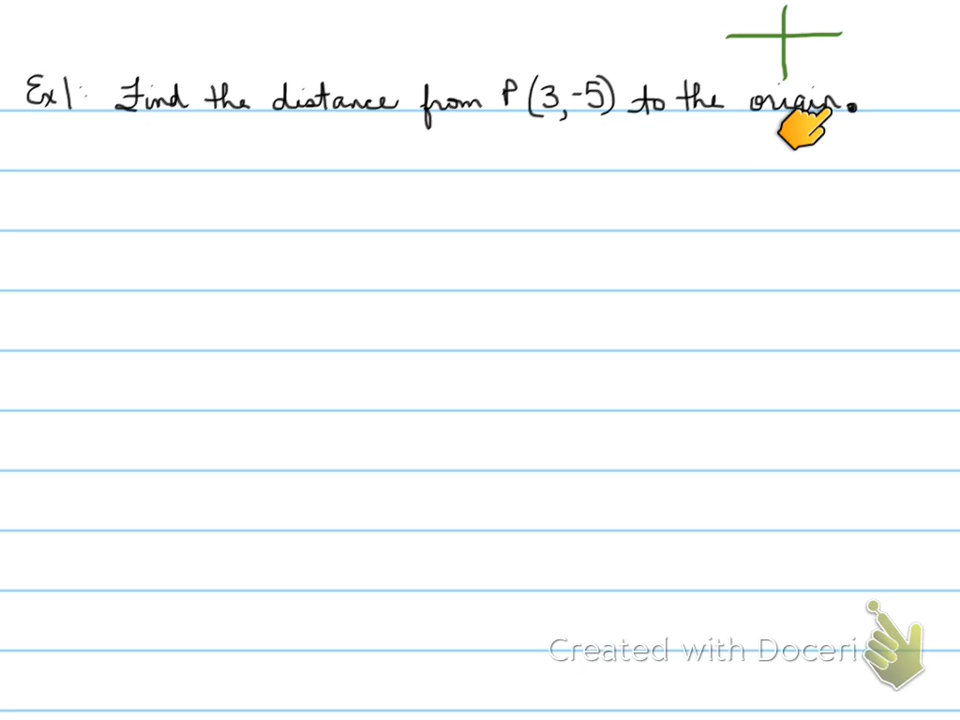 Ex1: Find the distance from P(3,-5) to the origin.
Created with Doceri